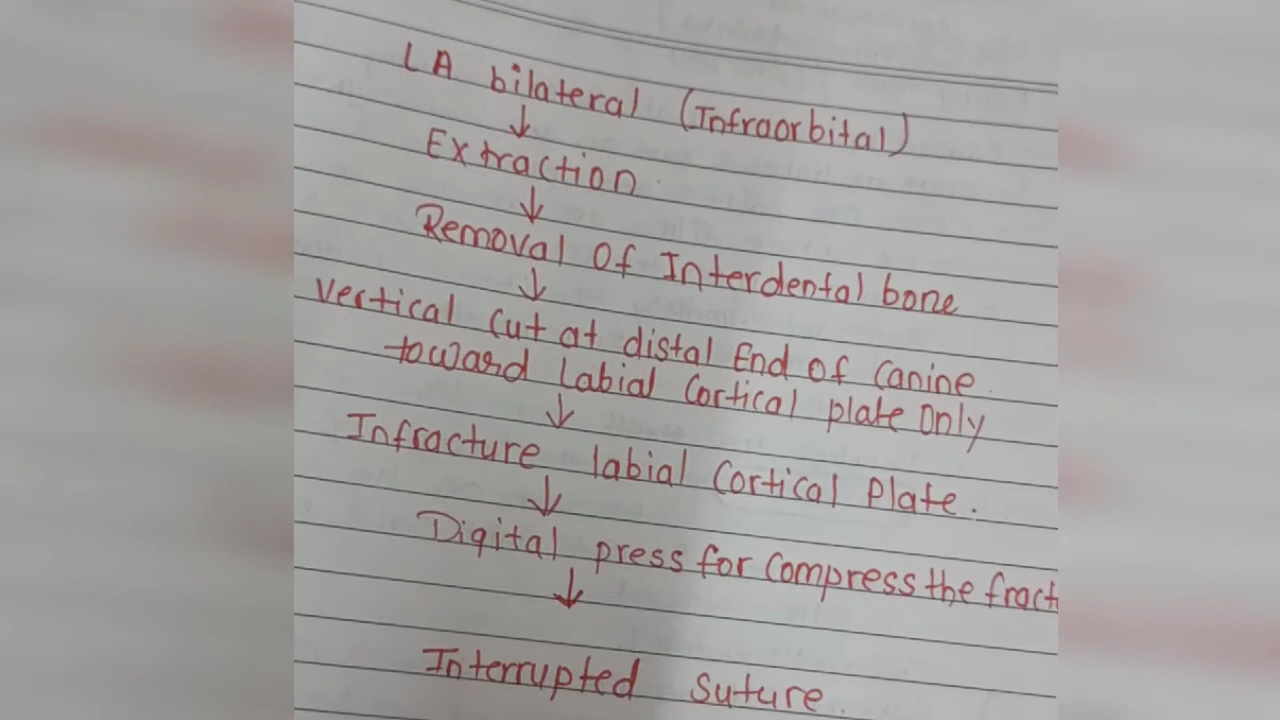 LA bilateral (Infraorbital)
↓
Extraction
↓
Removal Of Interdental bone
↓
Vertical Cut at distal End of Canine
toward Labial Cortical plate Only
↓
Infracture labial Cortical Plate.
↓
Digital press for compress the fract
↓
Interrupted suture.